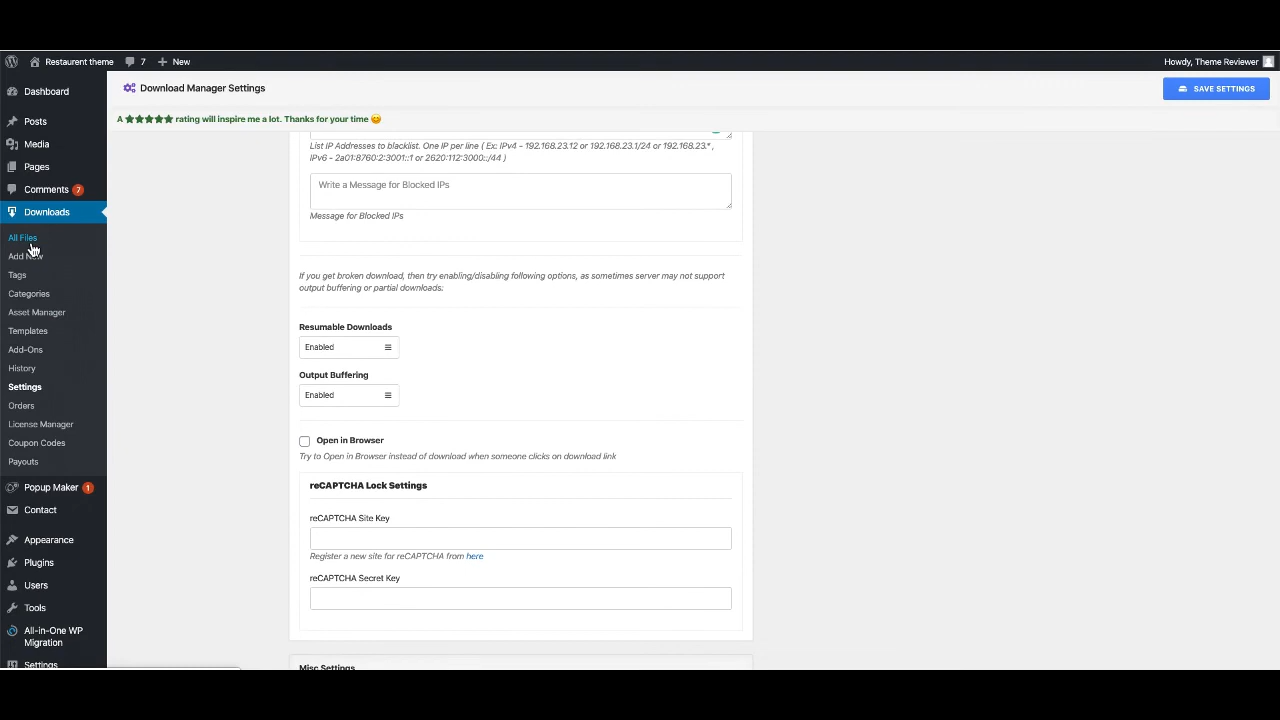 Restaurent theme
7
New
Howdy, Theme Reviewer
Dashboard
Posts
Media
Pages
Comments 7
Downloads
All Files
Add New
Tags
Categories
Asset Manager
Templates
Add-Ons
History
Settings
Orders
License Manager
Coupon Codes
Payouts
Popup Maker 1
Contact
Appearance
Plugins
Users
Tools
All-in-One WP
Migration
Settings
Download Manager Settings
SAVE SETTINGS
A ★★★★★ rating will inspire me a lot. Thanks for your time 😊
List IP Addresses to blacklist. One IP per line ( Ex: IPv4 - 192.168.23.12 or 192.168.23.1/24 or 192.168.23.* ,
IPv6 - 2a01:8760:2:3001::1 or 2620:112:3000::/44 )
Write a Message for Blocked IPs
Message for Blocked IPs
If you get broken download, then try enabling/disabling following options, as sometimes server may not support
output buffering or partial downloads:
Resumable Downloads
Enabled
Output Buffering
Enabled
Open in Browser
Try to Open in Browser instead of download when someone clicks on download link
reCAPTCHA Lock Settings
reCAPTCHA Site Key
Register a new site for reCAPTCHA from here
reCAPTCHA Secret Key
Misc Settings